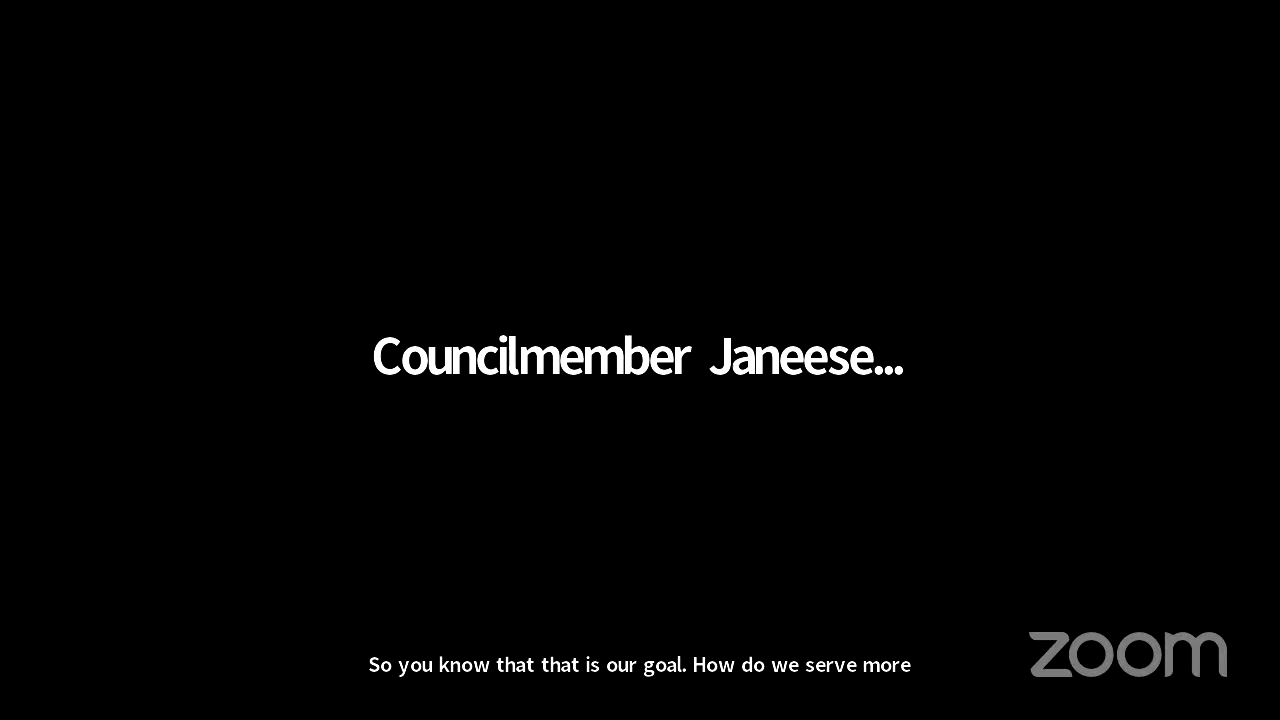 Councilmember Janeese...
So you know that that is our goal. How do we serve more
zoom